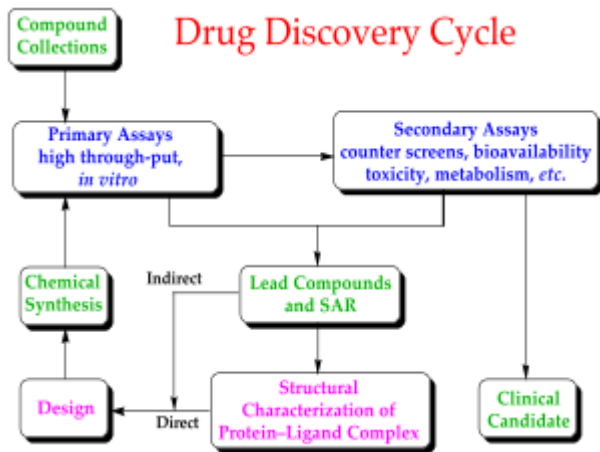 Drug Discovery Cycle
Compound
Collections
Primary Assays
high through-put,
in vitro
Secondary Assays
counter screens, bioavailability
toxicity, metabolism, etc.
Chemical
Synthesis
Indirect
Lead Compounds
and SAR
Design
Direct
Structural
Characterization of
Protein–Ligand Complex
Clinical
Candidate